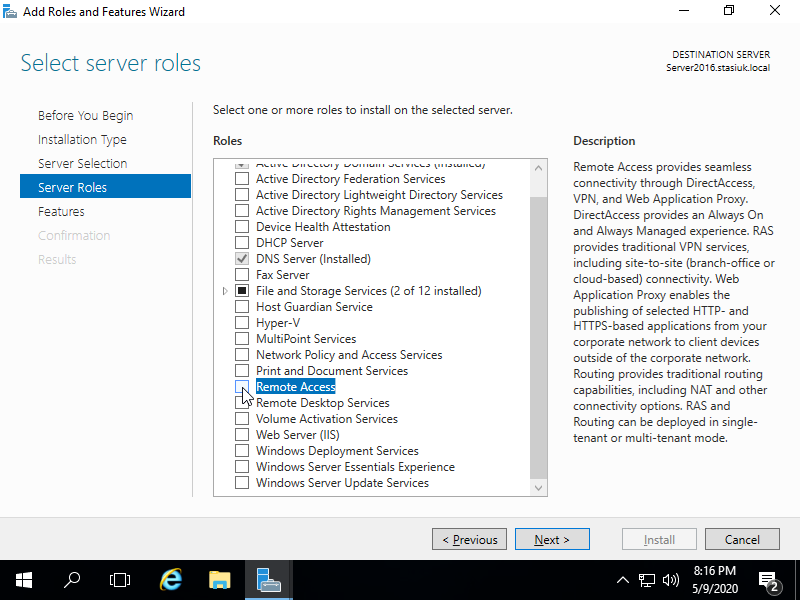 Add Roles and Features Wizard
Select server roles
DESTINATION SERVER
Server2016.stasiuk.local
Before You Begin
Installation Type
Server Selection
Server Roles
Features
Confirmation
Results
Select one or more roles to install on the selected server.
Roles
Active Directory Domain Services (Installed)
Active Directory Federation Services
Active Directory Lightweight Directory Services
Active Directory Rights Management Services
Device Health Attestation
DHCP Server
DNS Server (Installed)
Fax Server
File and Storage Services (2 of 12 installed)
Host Guardian Service
Hyper-V
MultiPoint Services
Network Policy and Access Services
Print and Document Services
Remote Access
Remote Desktop Services
Volume Activation Services
Web Server (IIS)
Windows Deployment Services
Windows Server Essentials Experience
Windows Server Update Services
Description
Remote Access provides seamless
connectivity through DirectAccess,
VPN, and Web Application Proxy.
DirectAccess provides an Always On
and Always Managed experience. RAS
provides traditional VPN services,
including site-to-site (branch-office or
cloud-based) connectivity. Web
Application Proxy enables the
publishing of selected HTTP- and
HTTPS-based applications from your
corporate network to client devices
outside of the corporate network.
Routing provides traditional routing
capabilities, including NAT and other
connectivity options. RAS and
Routing can be deployed in single-
tenant or multi-tenant mode.
< Previous
Next >
Install
Cancel
8:16 PM
5/9/2020
2